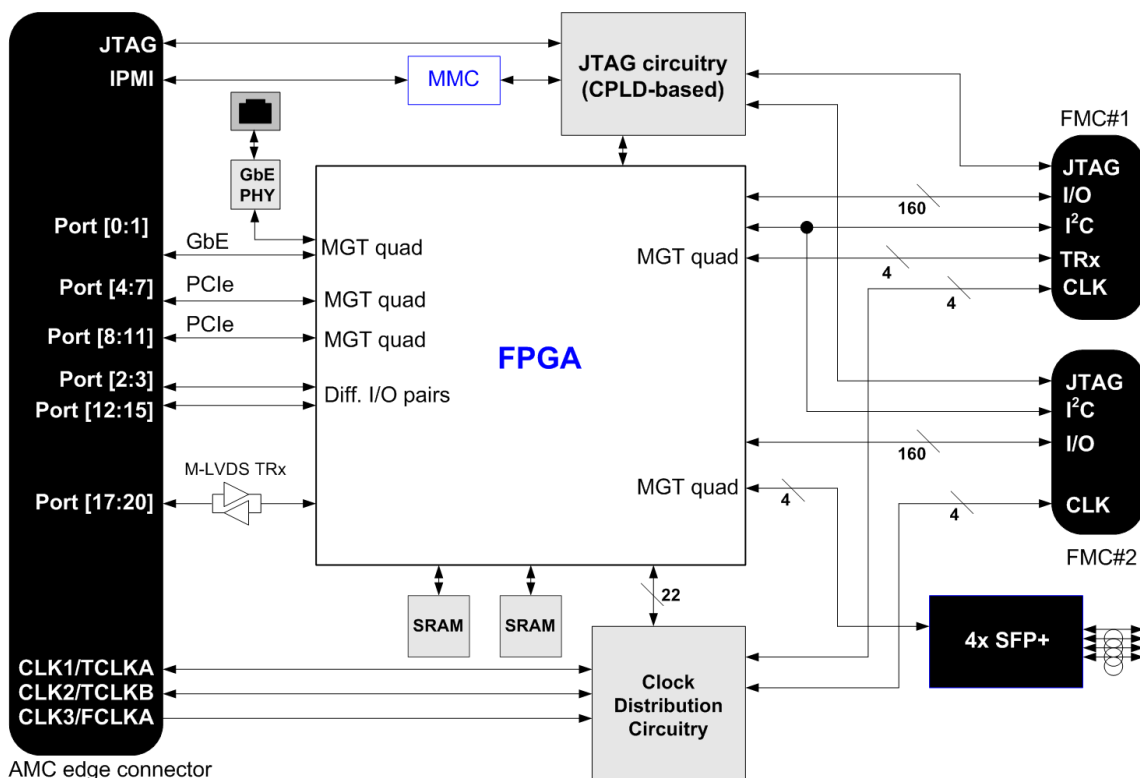 JTAG
IPMI
MMC
JTAG circuitry
(CPLD-based)
FMC#1
JTAG
I/O
I²C
TRx
CLK
160
4
4
GbE
PHY
Port [0:1]
GbE
MGT quad
MGT quad
Port [4:7]
PCIe
MGT quad
Port [8:11]
PCIe
MGT quad
FPGA
Port [2:3]
Port [12:15]
Diff. I/O pairs
JTAG
I²C
I/O
CLK
160
4
4
FMC#2
M-LVDS TRx
Port [17:20]
MGT quad
SRAM
SRAM
22
4x SFP+
CLK1/TCLKA
CLK2/TCLKB
CLK3/FCLKA
Clock
Distribution
Circuitry
AMC edge connector